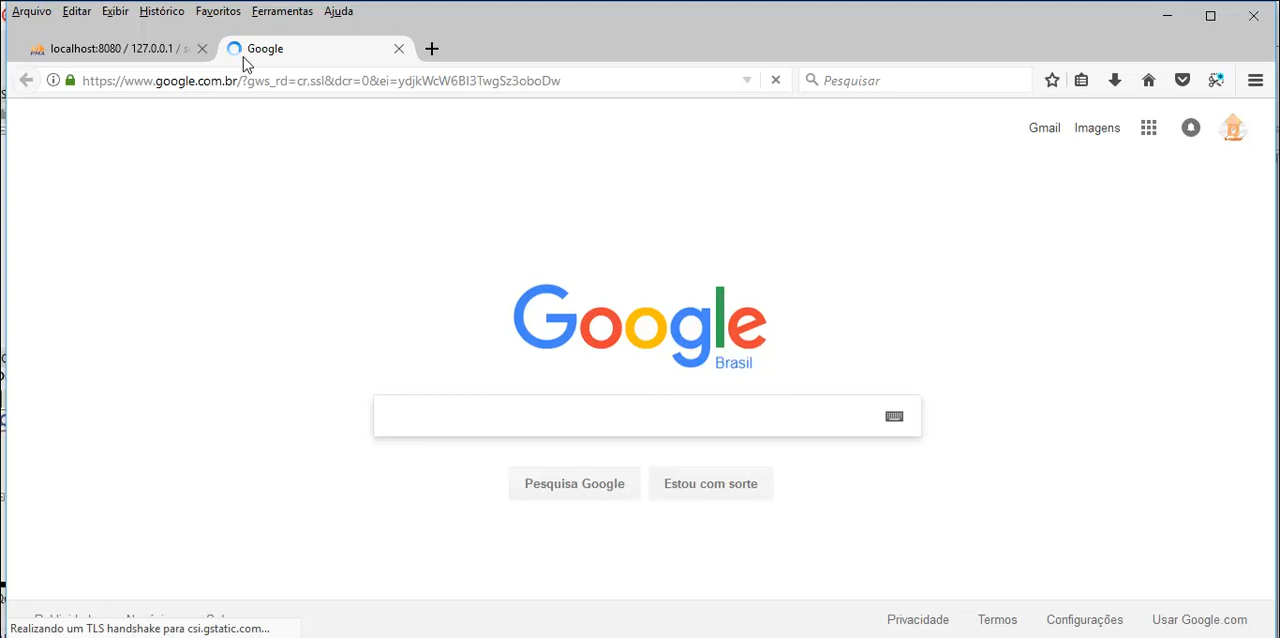 Arquivo Editar Exibir Histórico Favoritos Ferramentas Ajuda
PMA localhost:8080 / 127.0.0.1 / s
Google
https://www.google.com.br/?gws_rd=cr,ssl&dcr=0&ei=ydjkWcW6BI3TwgSz3oboDw
Pesquisar
Gmail Imagens
Google
Brasil
Pesquisa Google Estou com sorte
Privacidade Termos Configurações Usar Google.com
Realizando um TLS handshake para csi.gstatic.com...